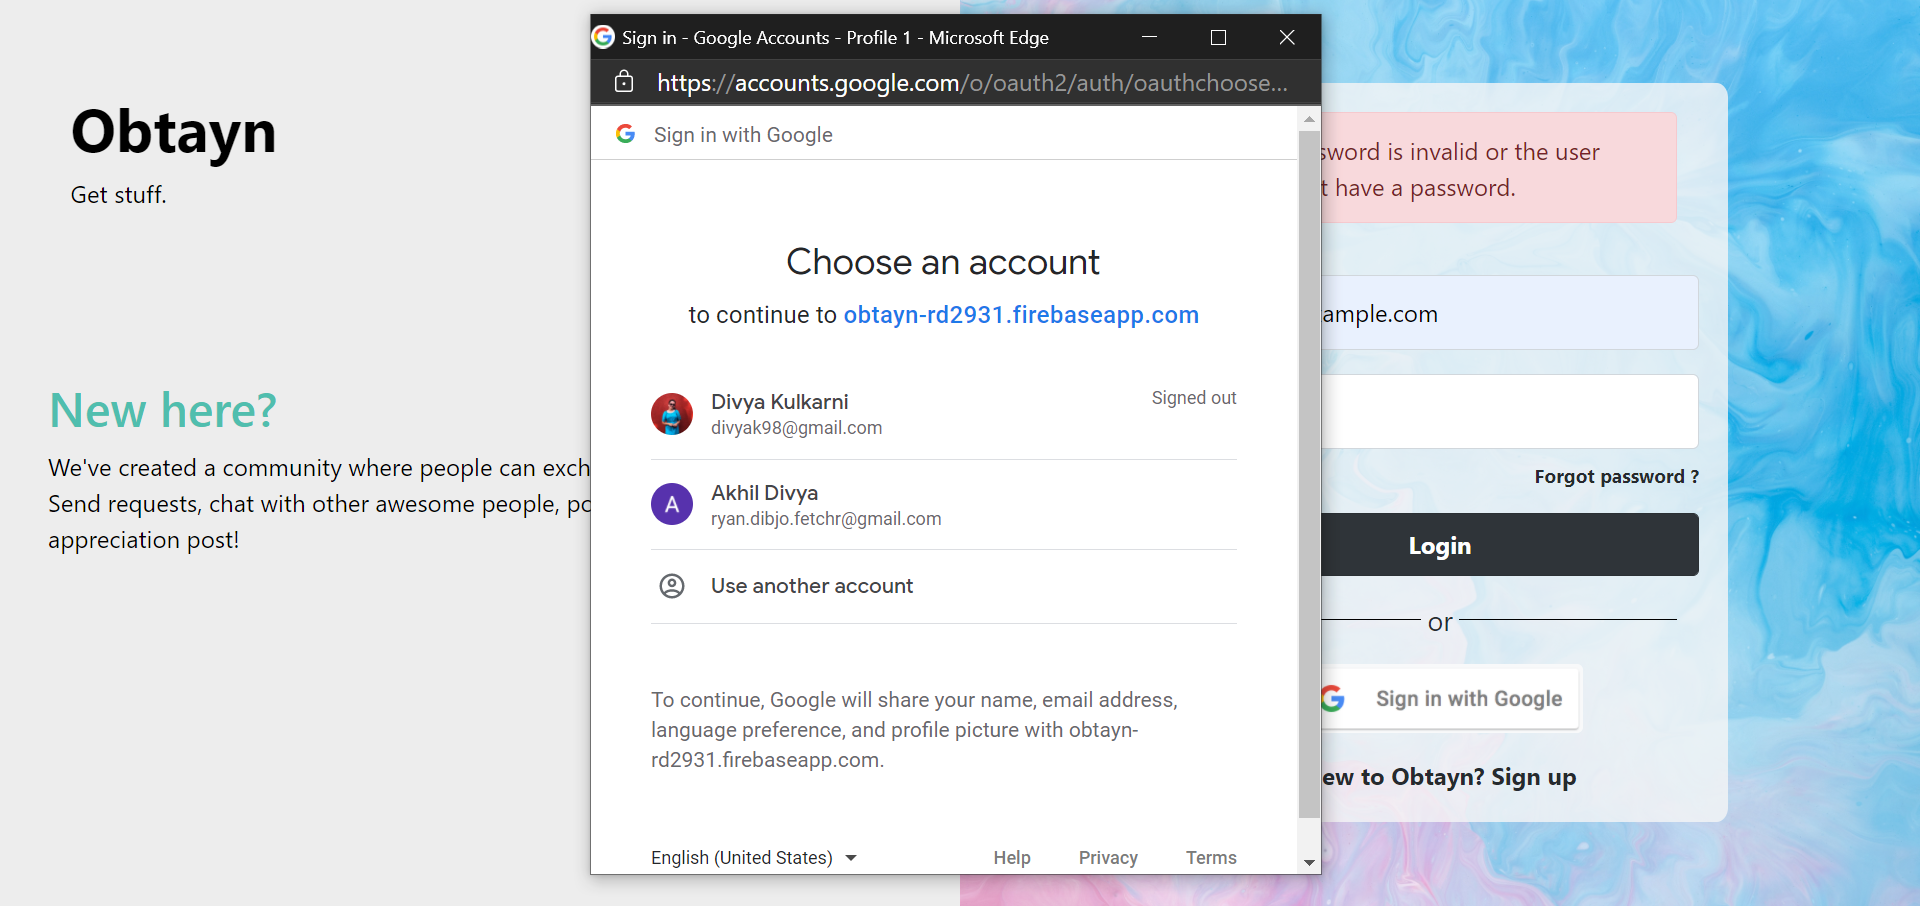 Sign in - Google Accounts - Profile 1 - Microsoft Edge
https://accounts.google.com/o/oauth2/auth/oauthchoose...
Sign in with Google
Choose an account
to continue to obtayn-rd2931.firebaseapp.com
Divya Kulkarni
divyak98@gmail.com
Signed out
A
Akhil Divya
ryan.dibjo.fetchr@gmail.com
Use another account
To continue, Google will share your name, email address,
language preference, and profile picture with obtayn-
rd2931.firebaseapp.com.
English (United States)
Help
Privacy
Terms
Obtayn
Get stuff.
New here?
We've created a community where people can exch
Send requests, chat with other awesome people, po
appreciation post!
sword is invalid or the user
t have a password.
ample.com
Forgot password ?
Login
or
Sign in with Google
ew to Obtayn? Sign up